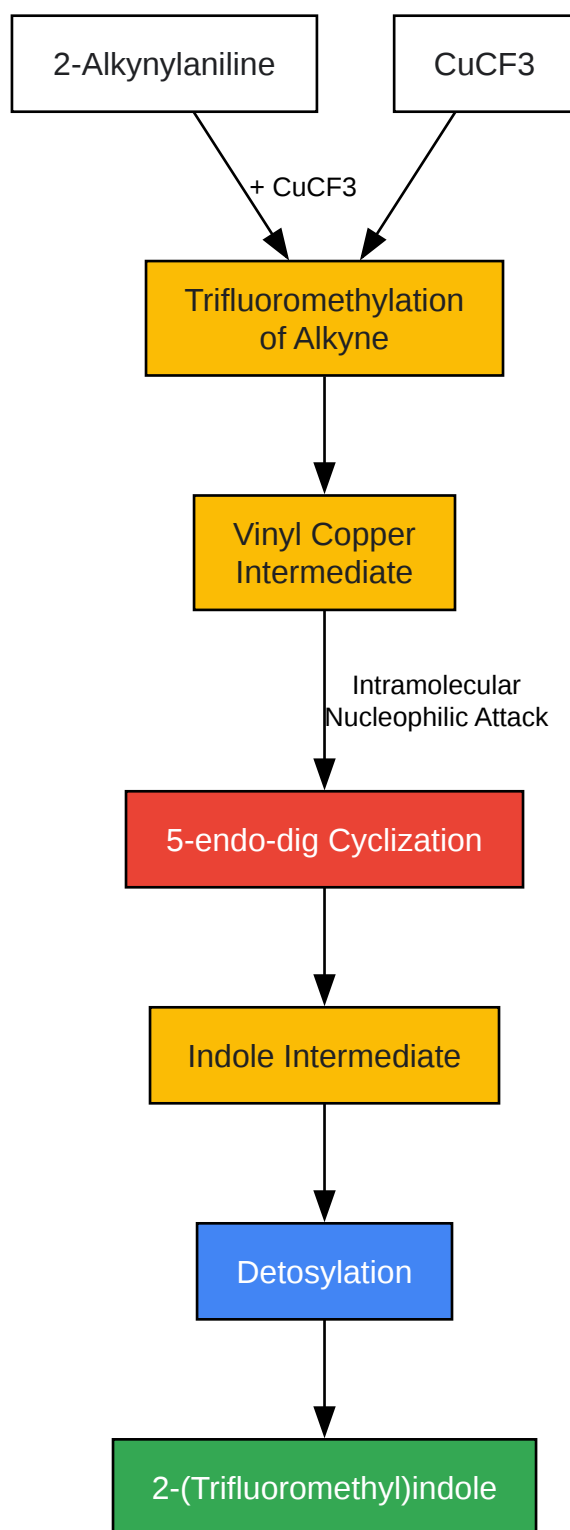 2-Alkynylaniline
CuCF3
+ CuCF3
Trifluoromethylation
of Alkyne
Vinyl Copper
Intermediate
Intramolecular
Nucleophilic Attack
5-endo-dig Cyclization
Indole Intermediate
Detosylation
2-(Trifluoromethyl)indole